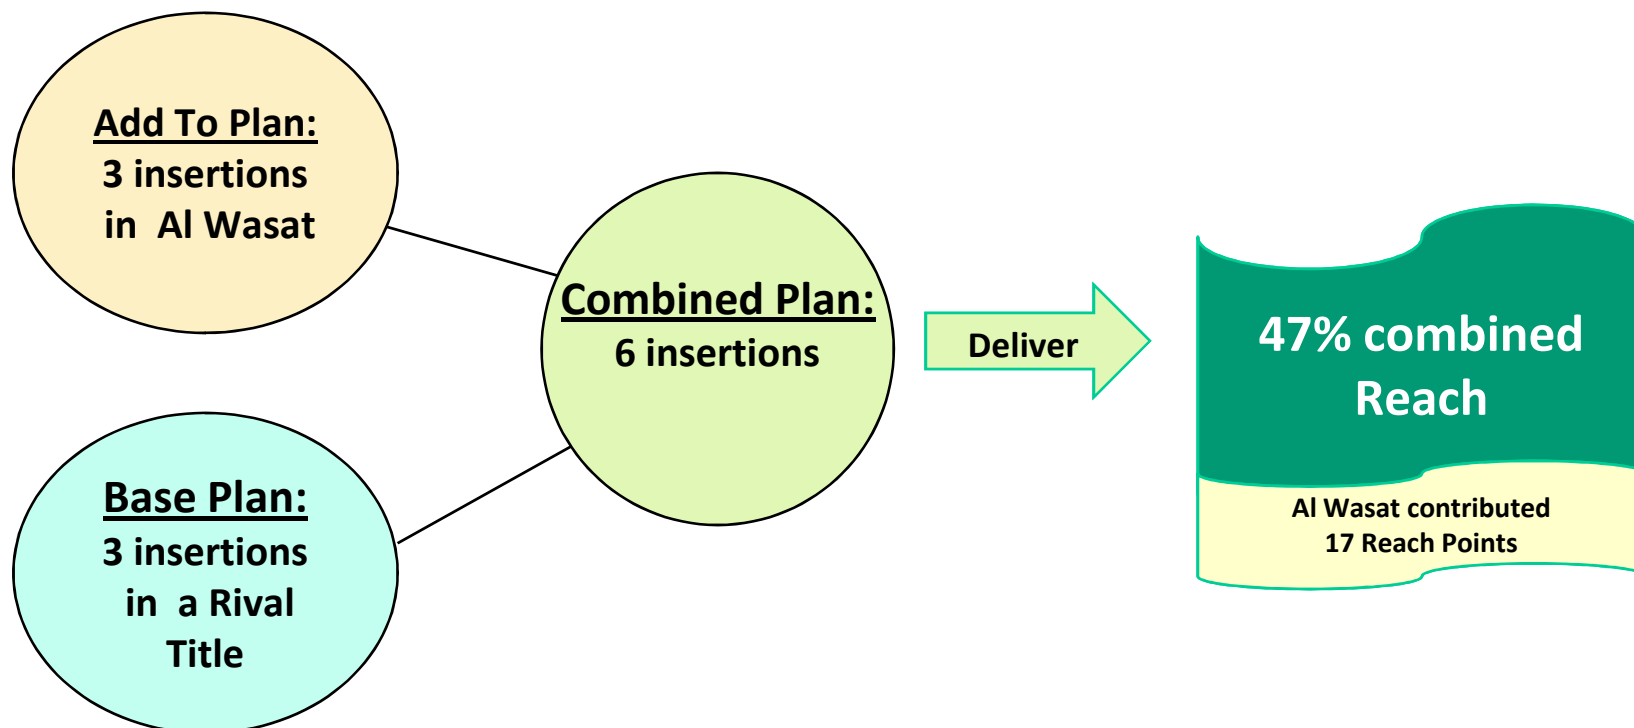 Add To Plan:
3 insertions
in Al Wasat
Base Plan:
3 insertions
in a Rival
Title
Combined Plan:
6 insertions
Deliver
47% combined
Reach
Al Wasat contributed
17 Reach Points